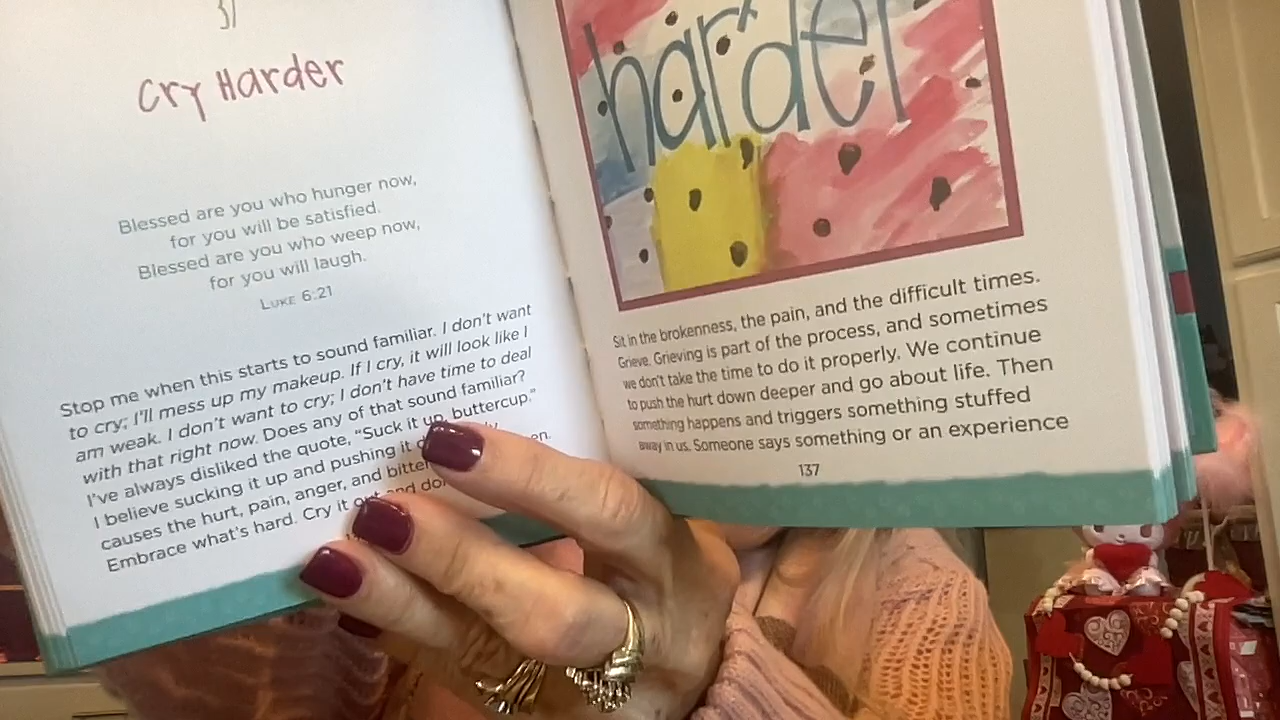 Cry Harder
Blessed are you who hunger now,
for you will be satisfied.
Blessed are you who weep now,
for you will laugh.
Luke 6:21
Stop me when this starts to sound familiar. I don't want
to cry; I'll mess up my makeup. If I cry, it will look like I
am weak. I don't want to cry; I don't have time to deal
with that right now. Does any of that sound familiar?
I've always disliked the quote, "Suck it up, buttercup."
I believe sucking it up and pushing it
causes the hurt, pain, anger, and
Embrace what's hard. Cry it out and
harder
Sit in the brokenness, the pain, and the difficult times.
Grieve. Grieving is part of the process, and sometimes
we don't take the time to do it properly. We continue
to push the hurt down deeper and go about life. Then
something happens and triggers something stuffed
away in us. Someone says something or an experience
137